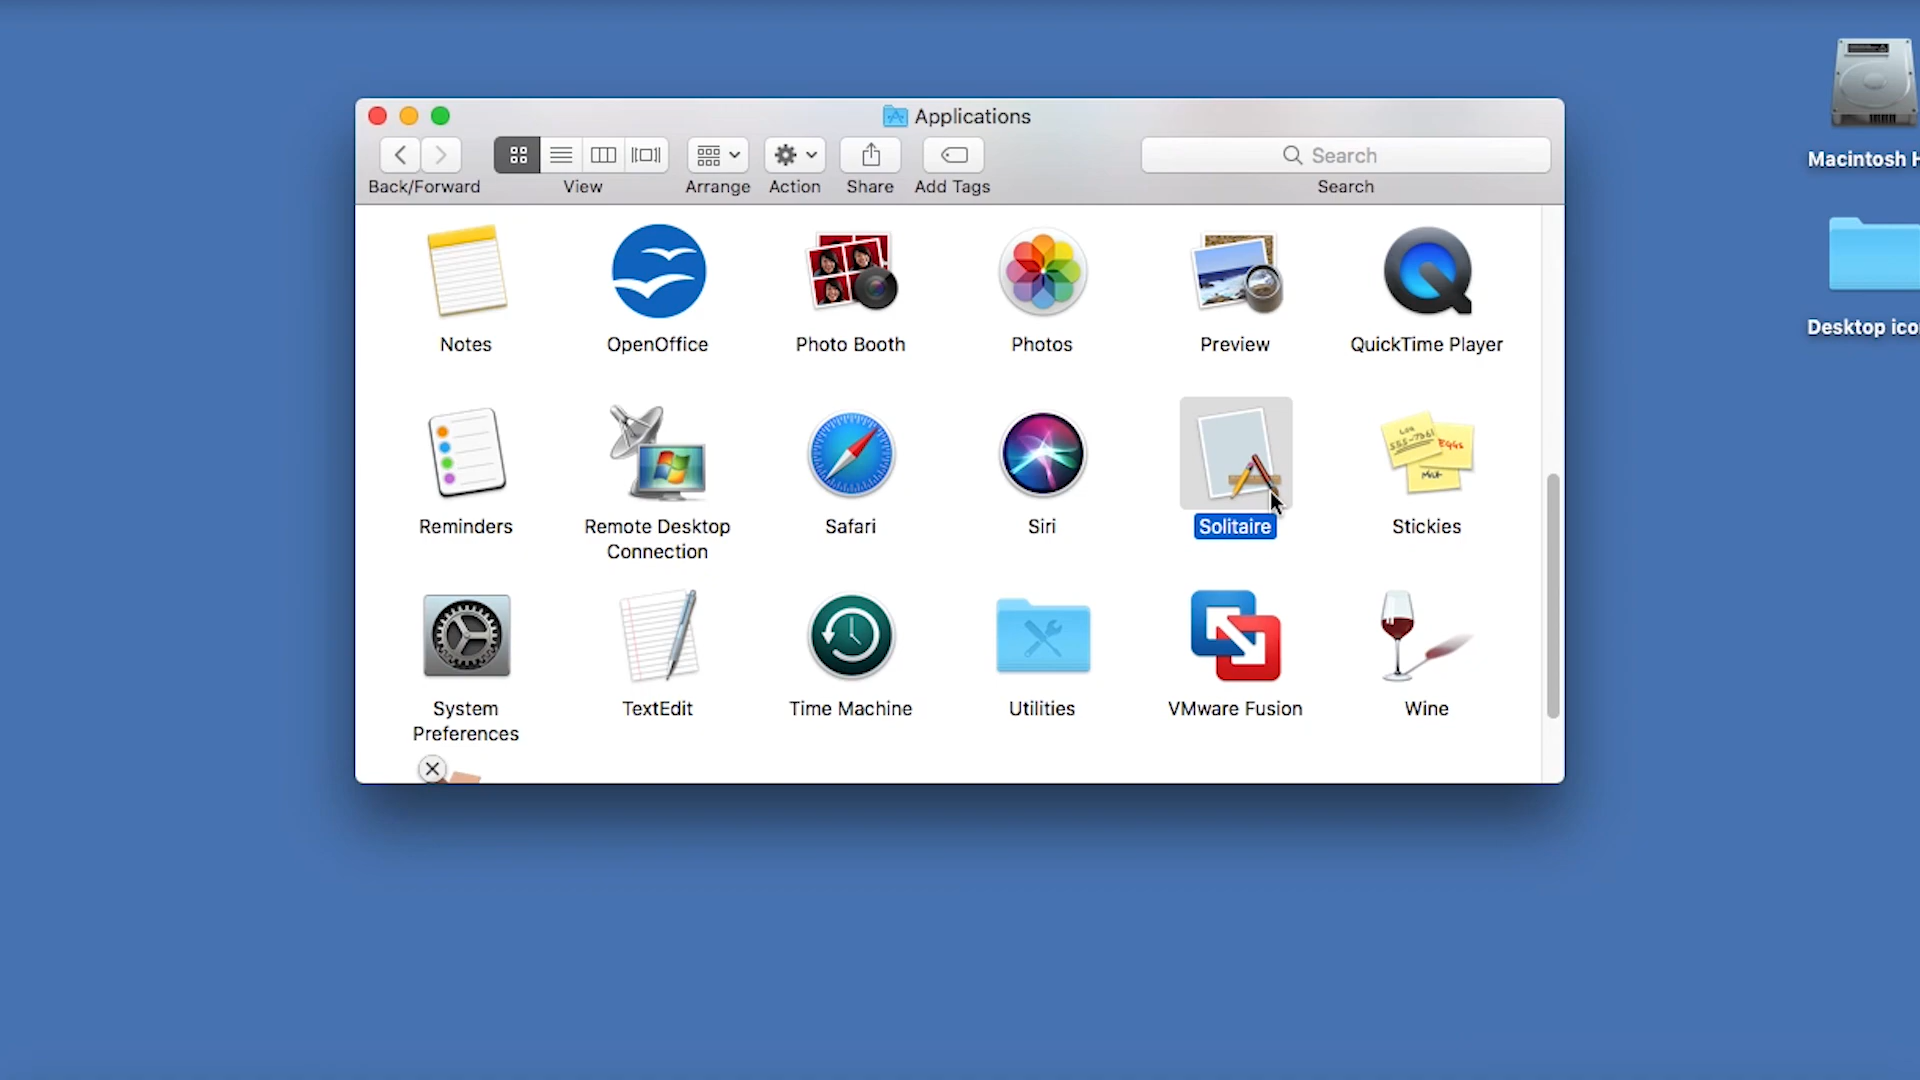 Applications
Search
Back/Forward
View
Arrange
Action
Share
Add Tags
Search
Macintosh H
Desktop ico
Notes
OpenOffice
Photo Booth
Photos
Preview
QuickTime Player
Reminders
Remote Desktop
Connection
Safari
Siri
Solitaire
Stickies
System
Preferences
TextEdit
Time Machine
Utilities
VMware Fusion
Wine
EGGS
MILK